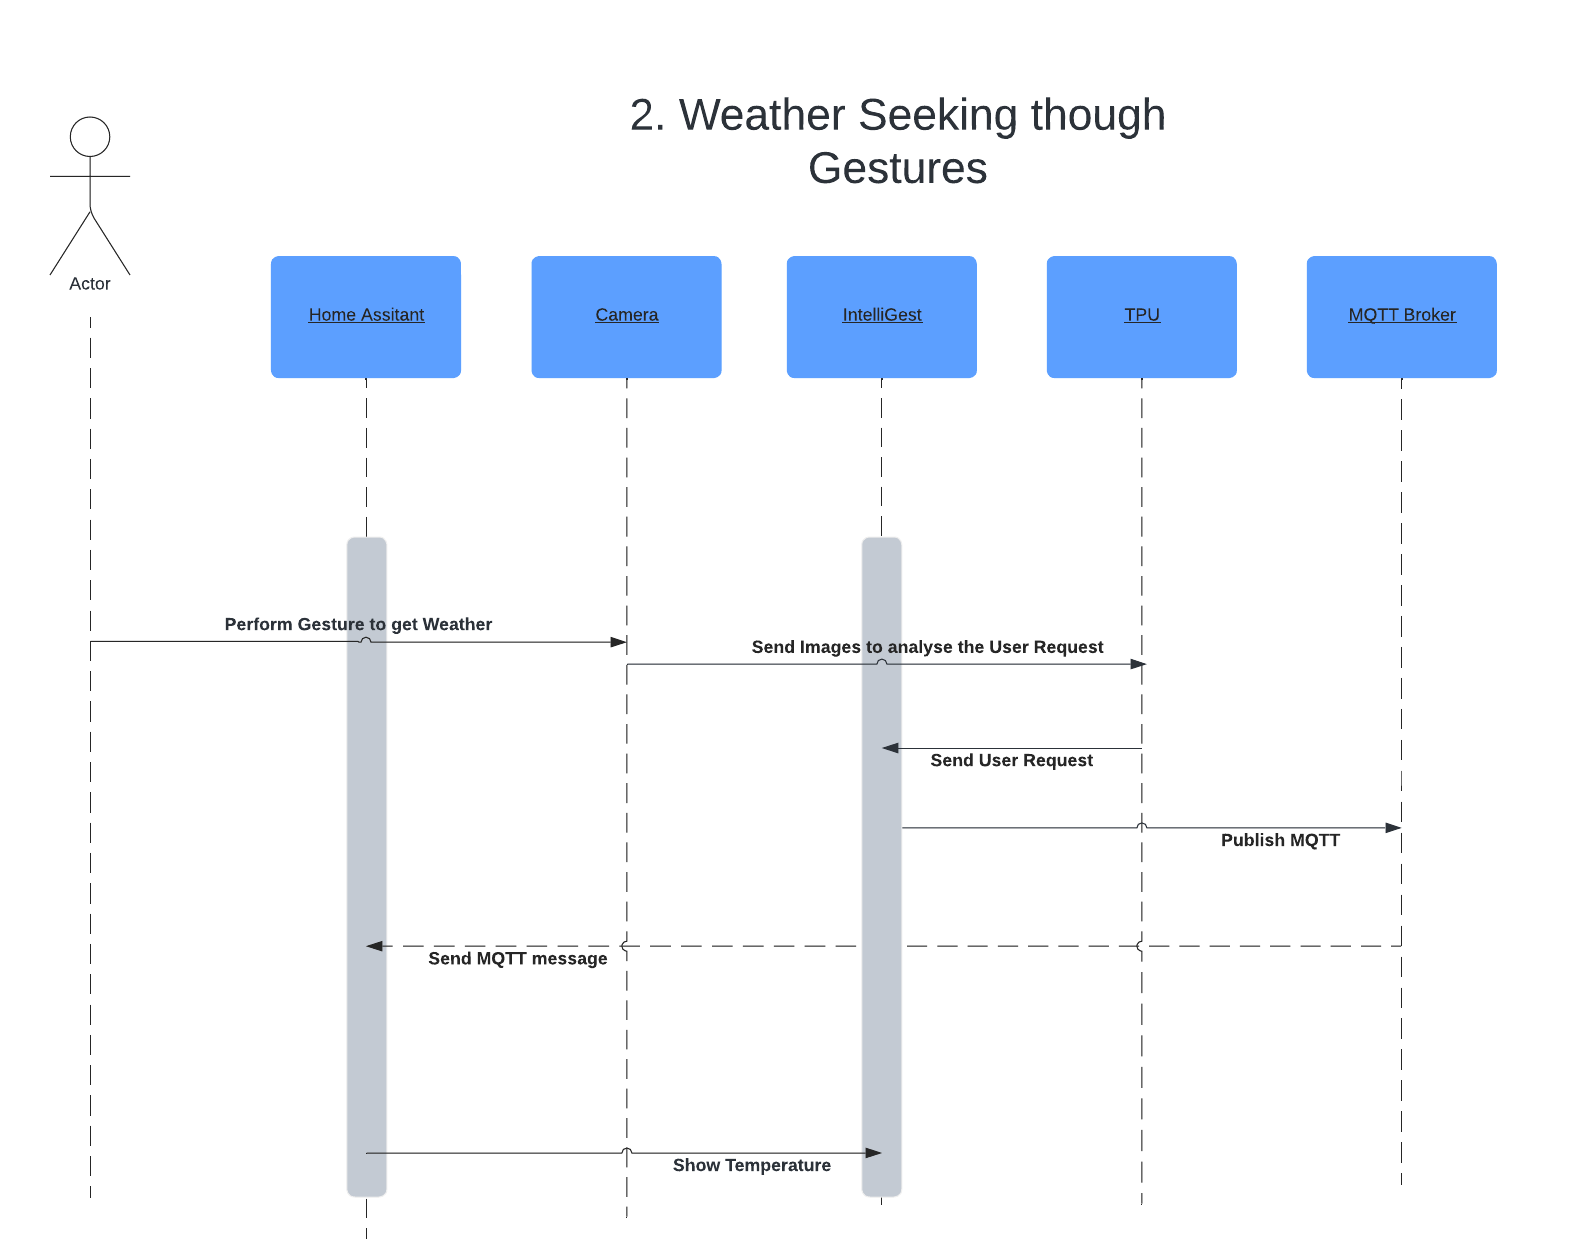 2. Weather Seeking though
Gestures
Actor
Home Assitant
Camera
IntelliGest
TPU
MQTT Broker
Perform Gesture to get Weather
Send Images to analyse the User Request
Send User Request
Publish MQTT
Send MQTT message
Show Temperature